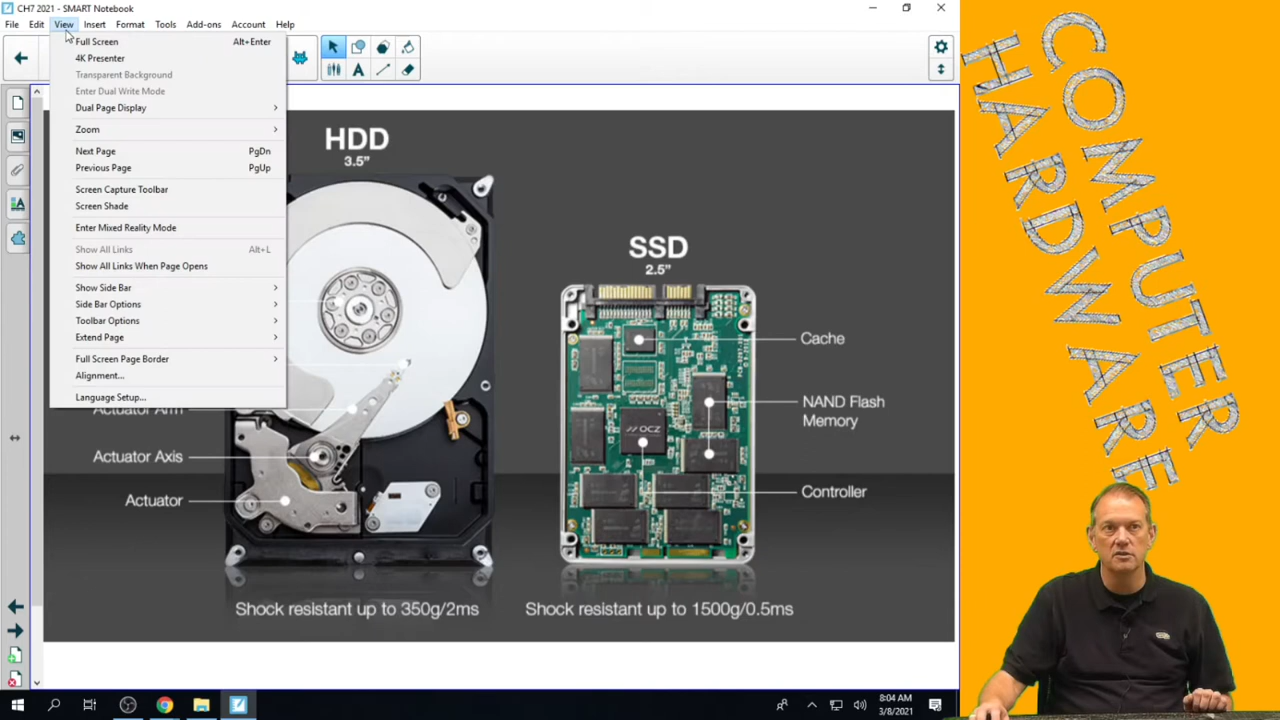 CH7 2021 - SMART Notebook
File Edit View Insert Format Tools Add-ons Account Help
Full Screen Alt+Enter
4K Presenter
Transparent Background
Enter Dual Write Mode
Dual Page Display
Zoom
Next Page PgDn
Previous Page PgUp
Screen Capture Toolbar
Screen Shade
Enter Mixed Reality Mode
Show All Links Alt+L
Show All Links When Page Opens
Show Side Bar
Side Bar Options
Toolbar Options
Extend Page
Full Screen Page Border
Alignment...
Language Setup...
HDD
3.5"
Actuator Arm
Actuator Axis
Actuator
Shock resistant up to 350g/2ms
SSD
2.5"
Cache
NAND Flash
Memory
OCZ
Controller
Shock resistant up to 1500g/0.5ms
COMPUTER
HARDWARE
8:04 AM
3/8/2021